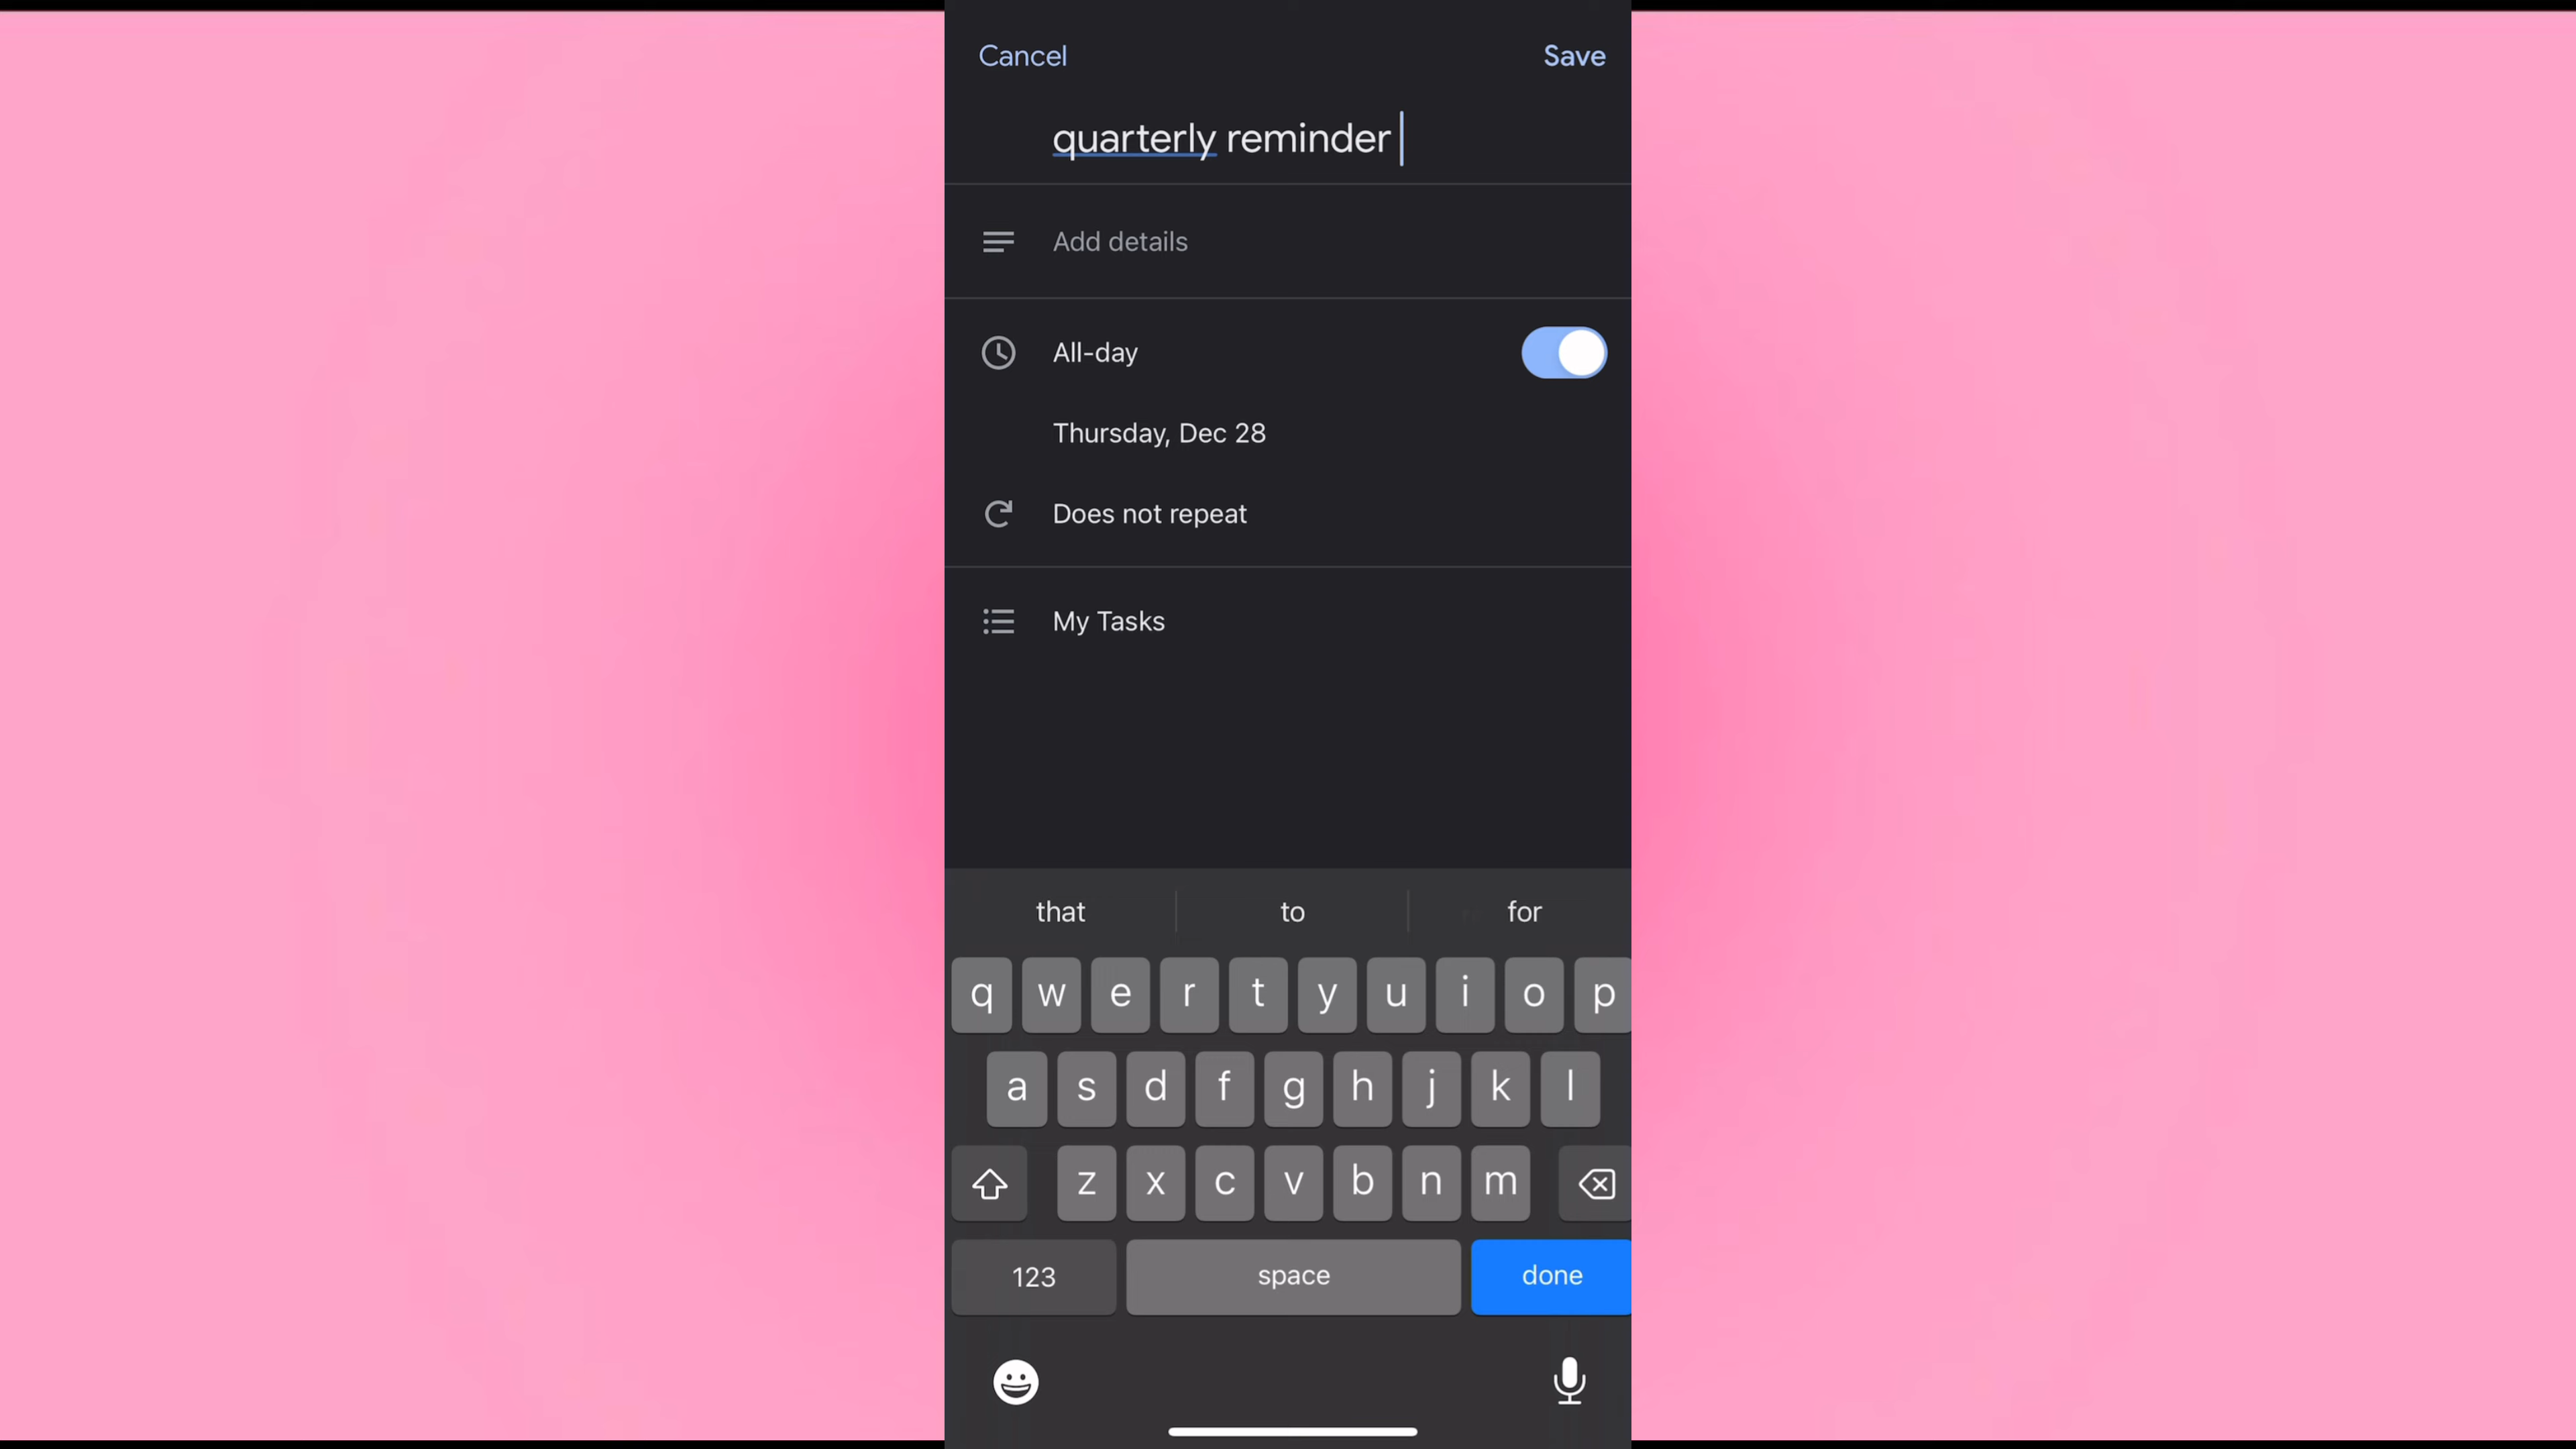 Cancel Save
quarterly reminder
Add details
All-day
Thursday, Dec 28
Does not repeat
My Tasks
that to for
q w e r t y u i o p
a s d f g h j k l
z x c v b n m
123 space done